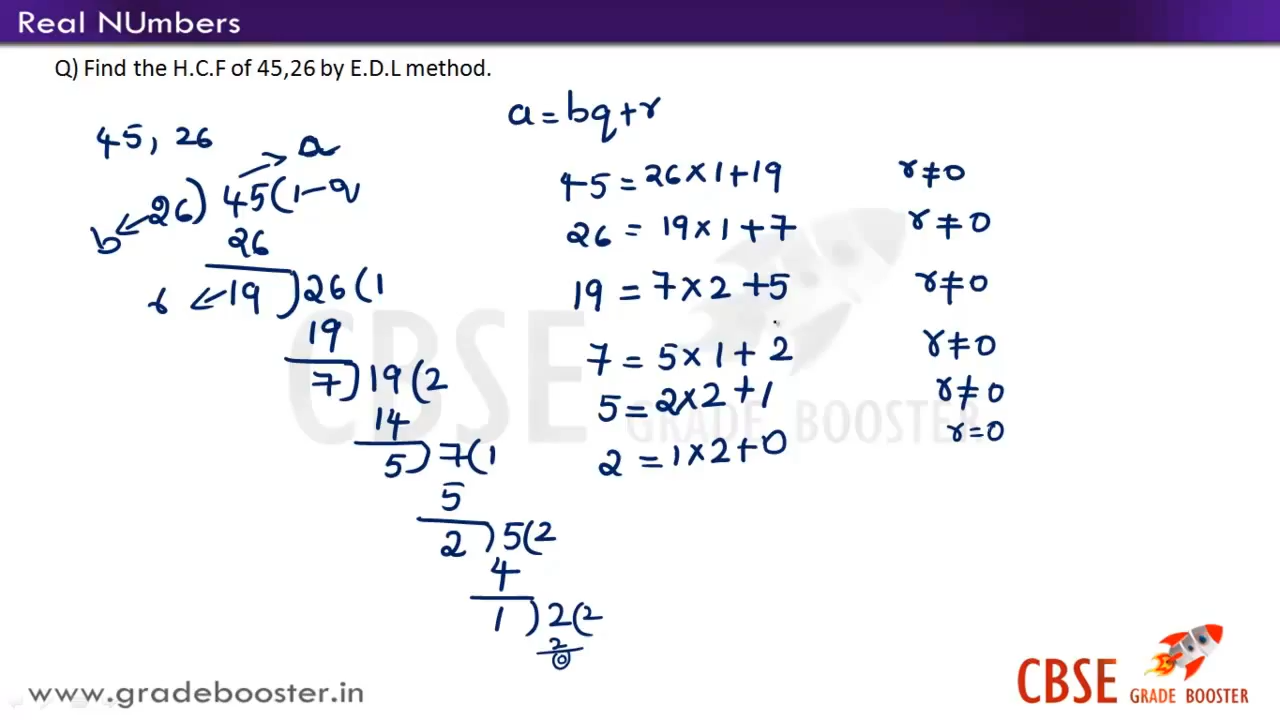 Real NUmbers
Q) Find the H.C.F of 45,26 by E.D.L method.
a = bq + r
45, 26
a
26) 45 (1 – q
b
26
r
19 ) 26 (1
19
7 ) 19 (2
14
5 ) 7 (1
5
2 ) 5 (2
4
1 ) 2 (2
2
0
45 = 26 × 1 + 19 r ≠ 0
26 = 19 × 1 + 7 r ≠ 0
19 = 7 × 2 + 5 r ≠ 0
7 = 5 × 1 + 2 r ≠ 0
5 = 2 × 2 + 1 r ≠ 0
2 = 1 × 2 + 0 r = 0
CBSE
GRADE BOOSTER
www.gradebooster.in
CBSE GRADE BOOSTER